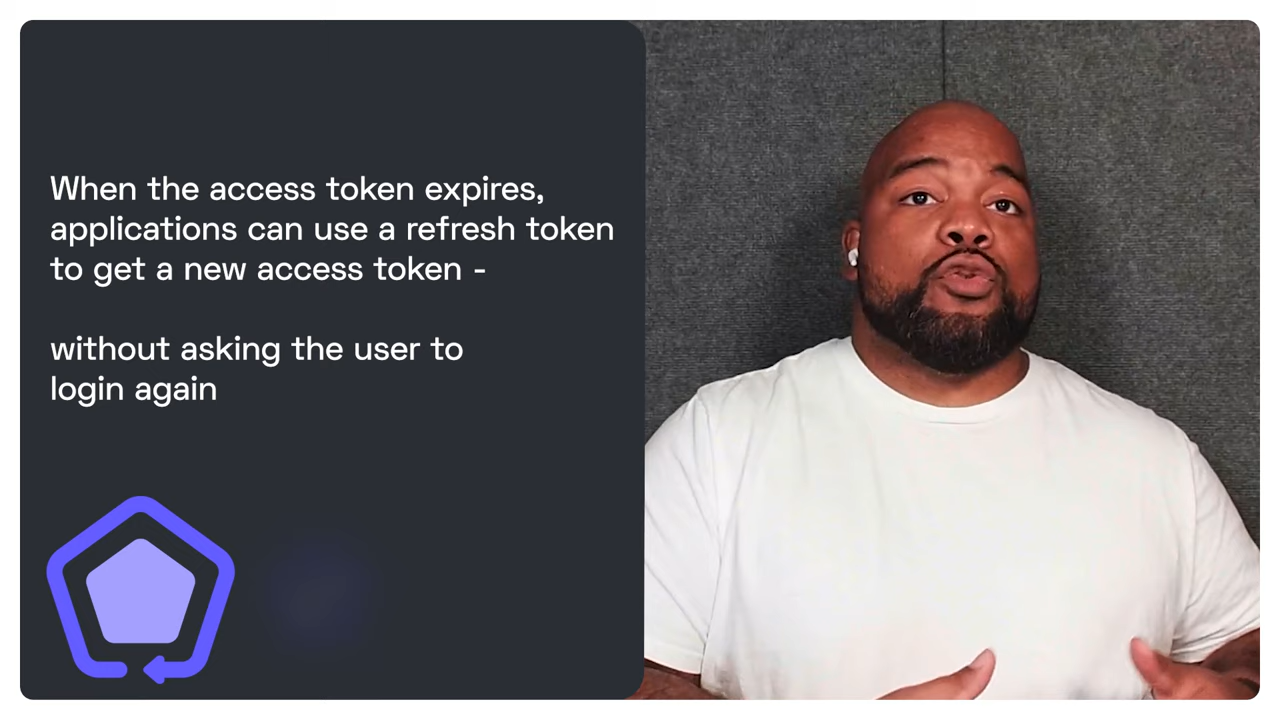 When the access token expires,
applications can use a refresh token
to get a new access token -
without asking the user to
login again